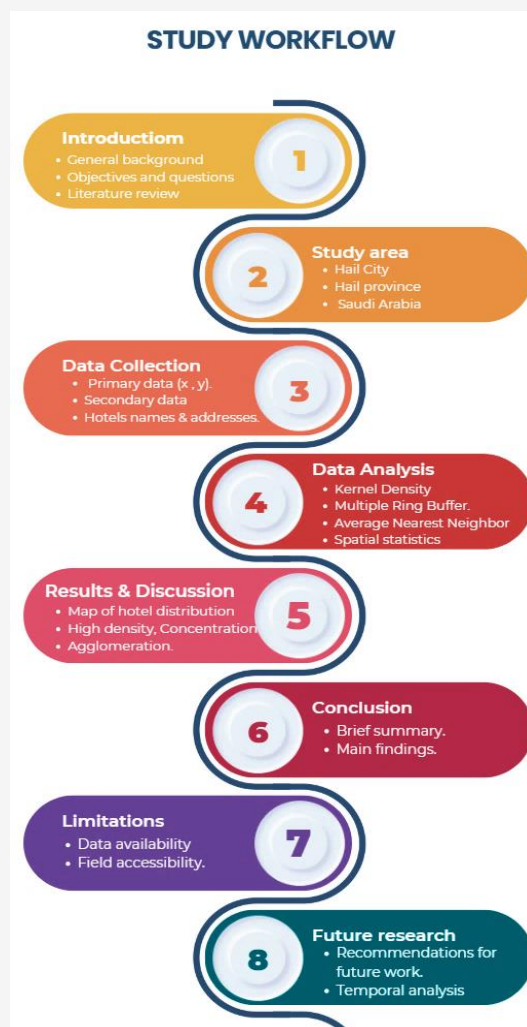 STUDY WORKFLOW
Introductiom
• General background
• Objectives and questions
• Literature review
1
2
Study area
• Hail City
• Hail province
• Saudi Arabia
Data Collection
• Primary data (x , y).
• Secondary data
• Hotels names & addresses.
3
4
Data Analysis
• Kernel Density
• Multiple Ring Buffer.
• Average Nearest Neighbor
• Spatial statistics
Results & Discussion
• Map of hotel distribution
• High density, Concentration
• Agglomeration.
5
6
Conclusion
• Brief summary.
• Main findings.
Limitations
• Data availability
• Field accessibility.
7
8
Future research
• Recommendations for
future work.
• Temporal analysis